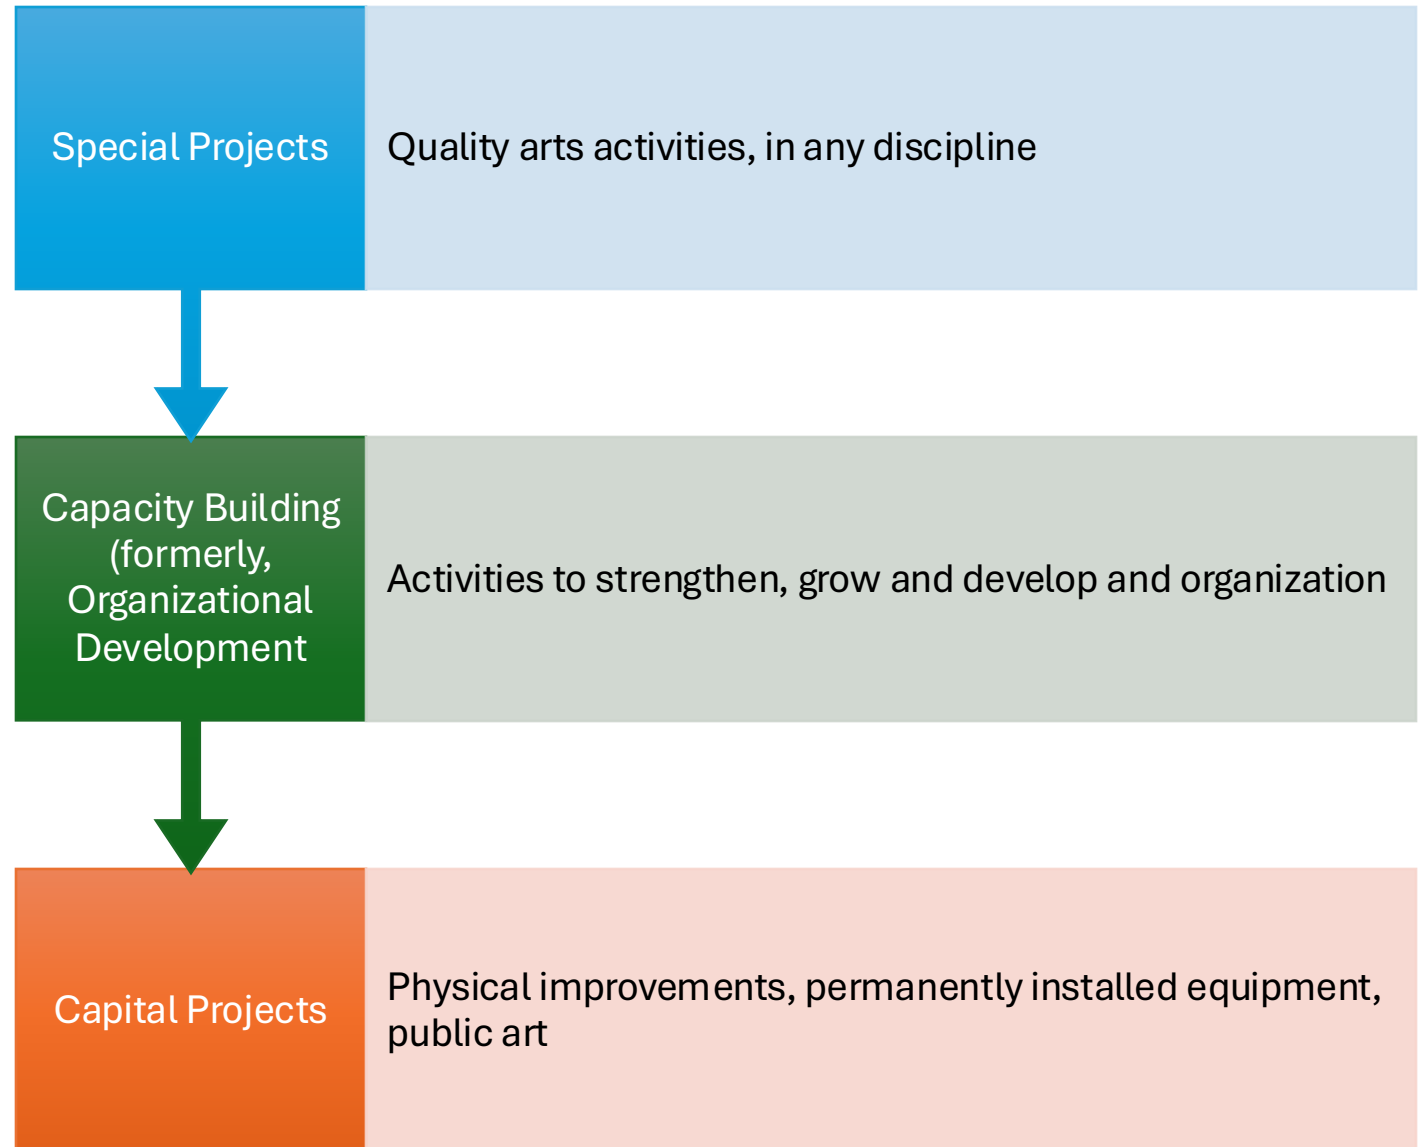 Special Projects
Quality arts activities, in any discipline
Capacity Building
(formerly,
Organizational
Development
Activities to strengthen, grow and develop and organization
Capital Projects
Physical improvements, permanently installed equipment,
public art